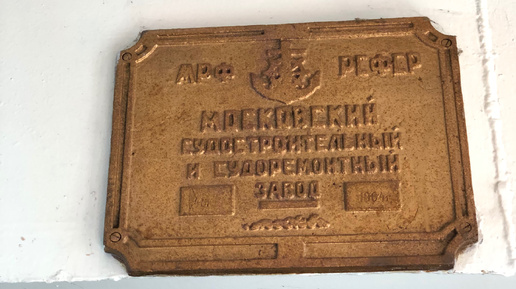 МРФ РСФСР
МОСКОВСКИЙ
СУДОСТРОИТЕЛЬНЫЙ
И СУДОРЕМОНТНЫЙ
ЗАВОД